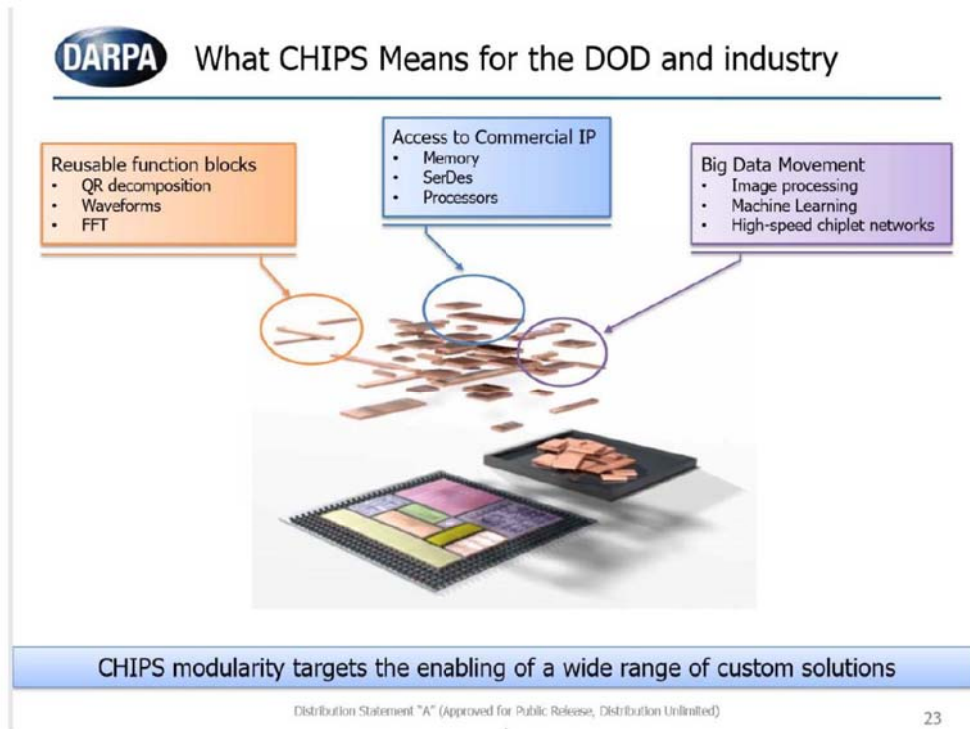 DARPA
What CHIPS Means for the DOD and industry
Reusable function blocks
• QR decomposition
• Waveforms
• FFT
Access to Commercial IP
• Memory
• SerDes
• Processors
Big Data Movement
• Image processing
• Machine Learning
• High-speed chiplet networks
CHIPS modularity targets the enabling of a wide range of custom solutions
Distribution Statement "A" (Approved for Public Release, Distribution Unlimited)
23